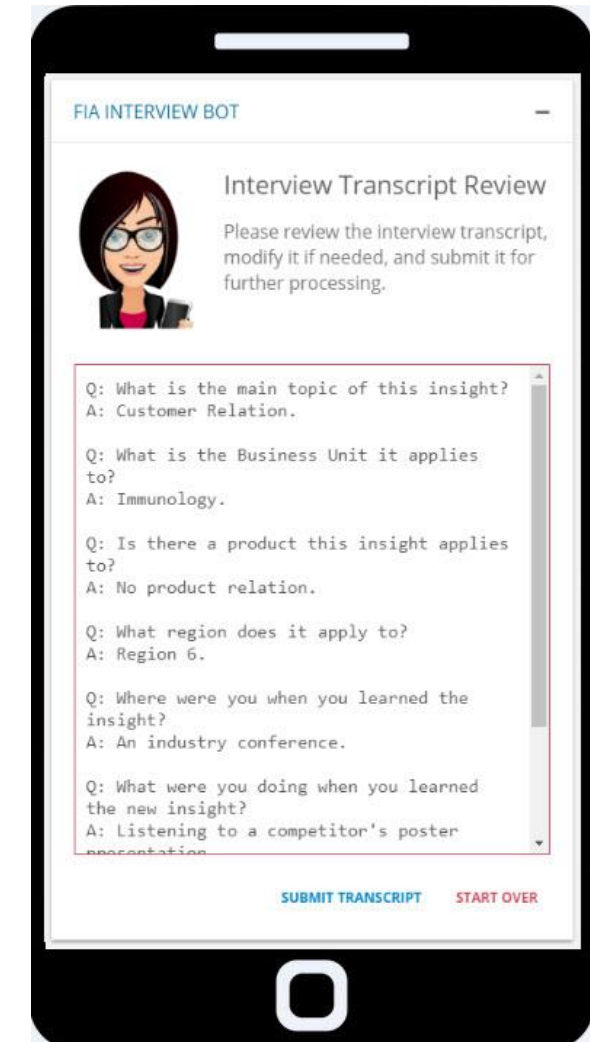 FIA INTERVIEW BOT
Interview Transcript Review
Please review the interview transcript,
modify it if needed, and submit it for
further processing.
Q: What is the main topic of this insight?
A: Customer Relation.
Q: What is the Business Unit it applies
to?
A: Immunology.
Q: Is there a product this insight applies
to?
A: No product relation.
Q: What region does it apply to?
A: Region 6.
Q: Where were you when you learned the
insight?
A: An industry conference.
Q: What were you doing when you learned
the new insight?
A: Listening to a competitor's poster
presentation
SUBMIT TRANSCRIPT START OVER